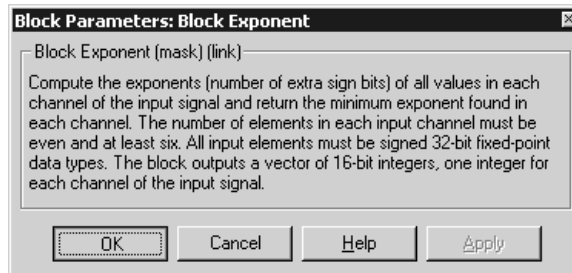 Block Parameters: Block Exponent
Block Exponent (mask) (link)
Compute the exponents (number of extra sign bits) of all values in each
channel of the input signal and return the minimum exponent found in
each channel. The number of elements in each input channel must be
even and at least six. All input elements must be signed 32-bit fixed-point
data types. The block outputs a vector of 16-bit integers, one integer for
each channel of the input signal.
OK Cancel Help Apply